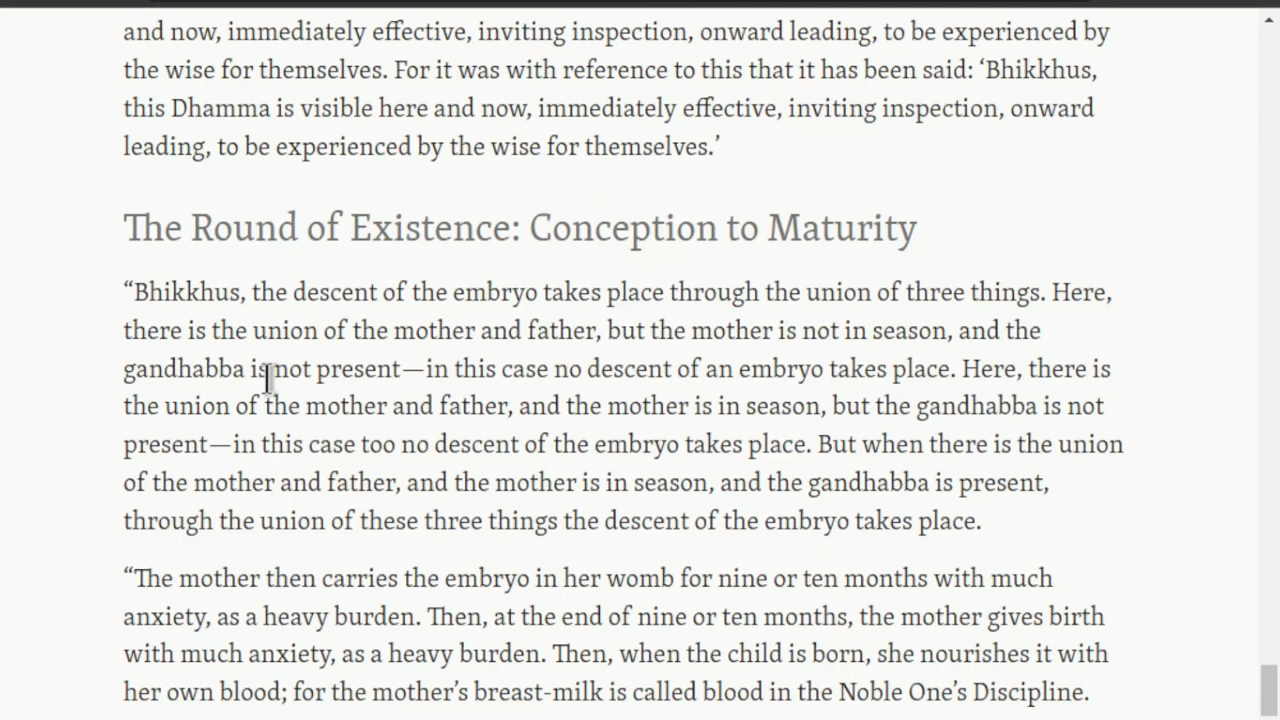 and now, immediately effective, inviting inspection, onward leading, to be experienced by
the wise for themselves. For it was with reference to this that it has been said: ‘Bhikkhus,
this Dhamma is visible here and now, immediately effective, inviting inspection, onward
leading, to be experienced by the wise for themselves.’
The Round of Existence: Conception to Maturity
“Bhikkhus, the descent of the embryo takes place through the union of three things. Here,
there is the union of the mother and father, but the mother is not in season, and the
gandhabba is not present—in this case no descent of an embryo takes place. Here, there is
the union of the mother and father, and the mother is in season, but the gandhabba is not
present—in this case too no descent of the embryo takes place. But when there is the union
of the mother and father, and the mother is in season, and the gandhabba is present,
through the union of these three things the descent of the embryo takes place.
“The mother then carries the embryo in her womb for nine or ten months with much
anxiety, as a heavy burden. Then, at the end of nine or ten months, the mother gives birth
with much anxiety, as a heavy burden. Then, when the child is born, she nourishes it with
her own blood; for the mother’s breast-milk is called blood in the Noble One’s Discipline.